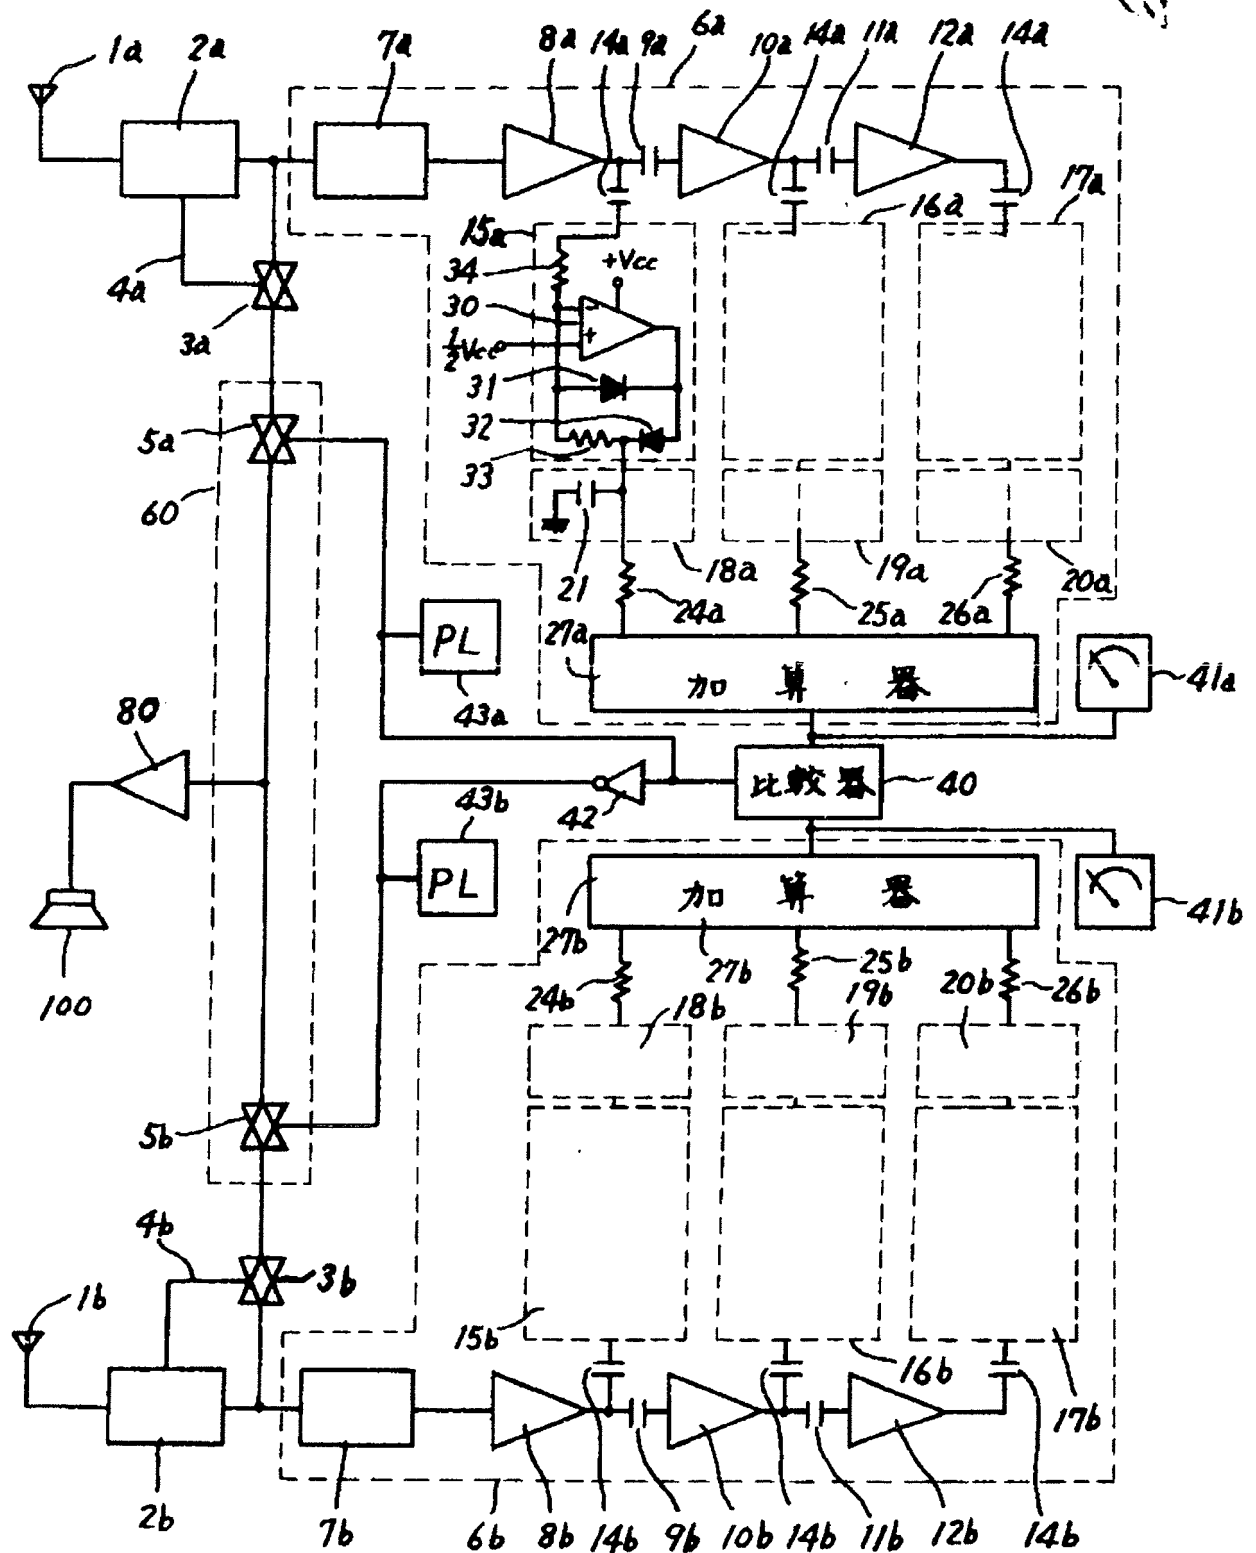 1a
2a
7a
8a
14a
9a
6a
10a
14a
11a
12a
14a
17a
16a
15a
34
+Vcc
4a
30
3a
1/2Vcc
31
5a
32
33
60
21
18a
19a
20a
24a
25a
26a
27a
PL
加 算 器
41a
43a
80
比較器
40
42
43b
PL
加 算 器
41b
27b
27b
25b
100
24b
19b
20b
26b
18b
5b
4b
3b
1b
15b
16b
17b
2b
7b
6b
8b
14b
9b
10b
14b
11b
12b
14b